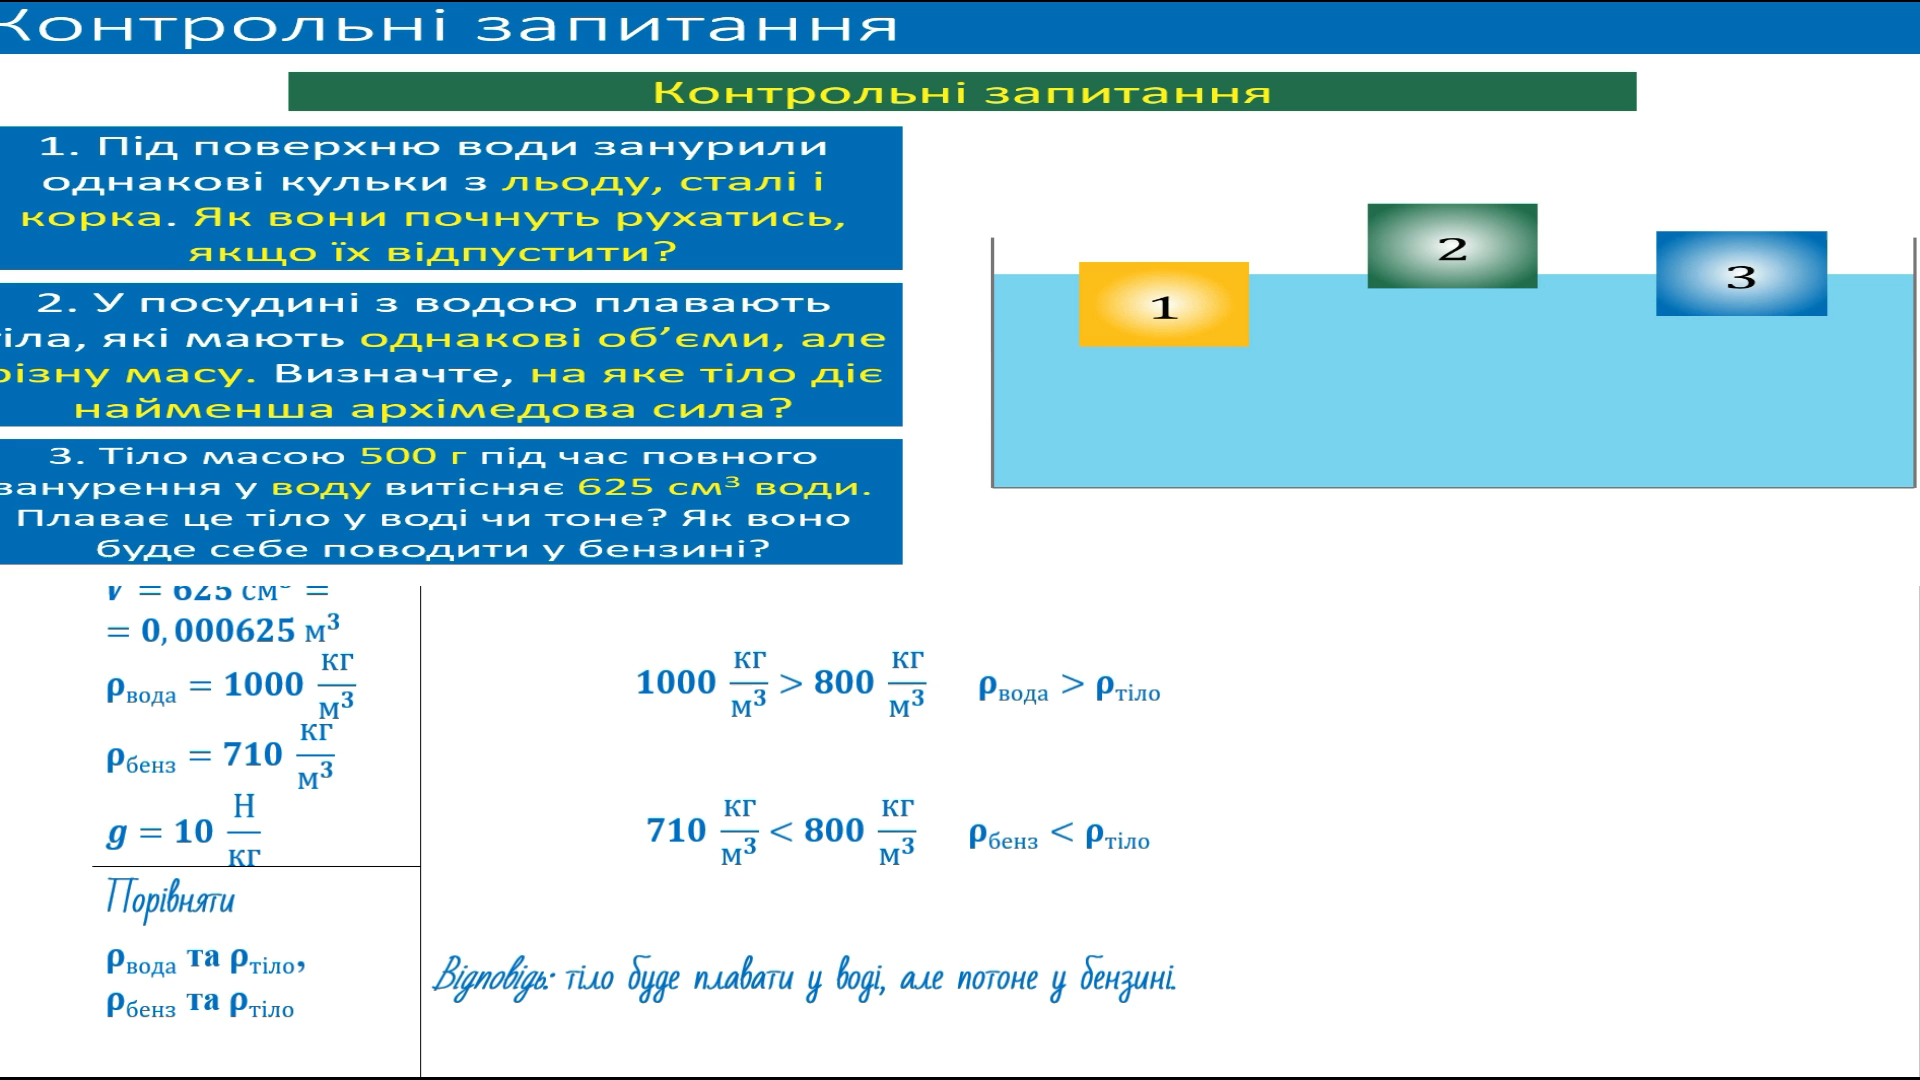 Контрольні запитання
Контрольні запитання
1. Під поверхню води занурили
однакові кульки з льоду, сталі і
корка. Як вони почнуть рухатись,
якщо їх відпустити?
2. У посудині з водою плавають
тіла, які мають однакові об’єми, але
різну масу. Визначте, на яке тіло діє
найменша архімедова сила?
3. Тіло масою 500 г під час повного
занурення у воду витісняє 625 см³ води.
Плаває це тіло у воді чи тоне? Як воно
буде себе поводити у бензині?
1
2
3
V = 625 см³ =
= 0,000625 м³
ρвода = 1000 кг/м³
ρбенз = 710 кг/м³
g = 10 Н/кг
Порівняти
ρвода та ρтіло,
ρбенз та ρтіло
1000 кг/м³ > 800 кг/м³ ρвода > ρтіло
710 кг/м³ < 800 кг/м³ ρбенз < ρтіло
Відповідь: тіло буде плавати у воді, але потоне у бензині.